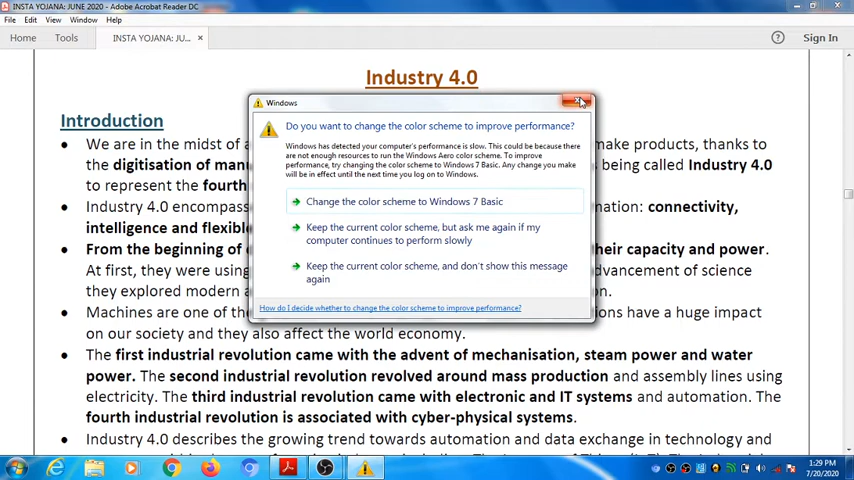 INSTA YOJANA: JUNE 2020 - Adobe Acrobat Reader DC
File Edit View Window Help
Home Tools INSTA YOJANA: JU... × Sign In
Industry 4.0
Introduction
We are in the midst of a
make products, thanks to
the digitisation of man
s being called Industry 4.0
to represent the fourth
Industry 4.0 encompass
mation: connectivity,
intelligence and flexible
From the beginning of
heir capacity and power.
At first, they were using
dvancement of science
they explored modern a
on.
Machines are one of the
ions have a huge impact
on our society and they also affect the world economy.
The first industrial revolution came with the advent of mechanisation, steam power and water
power. The second industrial revolution revolved around mass production and assembly lines using
electricity. The third industrial revolution came with electronic and IT systems and automation. The
fourth industrial revolution is associated with cyber-physical systems.
Industry 4.0 describes the growing trend towards automation and data exchange in technology and
Windows
Do you want to change the color scheme to improve performance?
Windows has detected your computer's performance is slow. This could be because there
are not enough resources to run the Windows Aero color scheme. To improve
performance, try changing the color scheme to Windows 7 Basic. Any change you make
will be in effect until the next time you log on to Windows.
Change the color scheme to Windows 7 Basic
Keep the current color scheme, but ask me again if my
computer continues to perform slowly
Keep the current color scheme, and don't show this message
again
How do I decide whether to change the color scheme to improve performance?
1:29 PM
7/20/2020